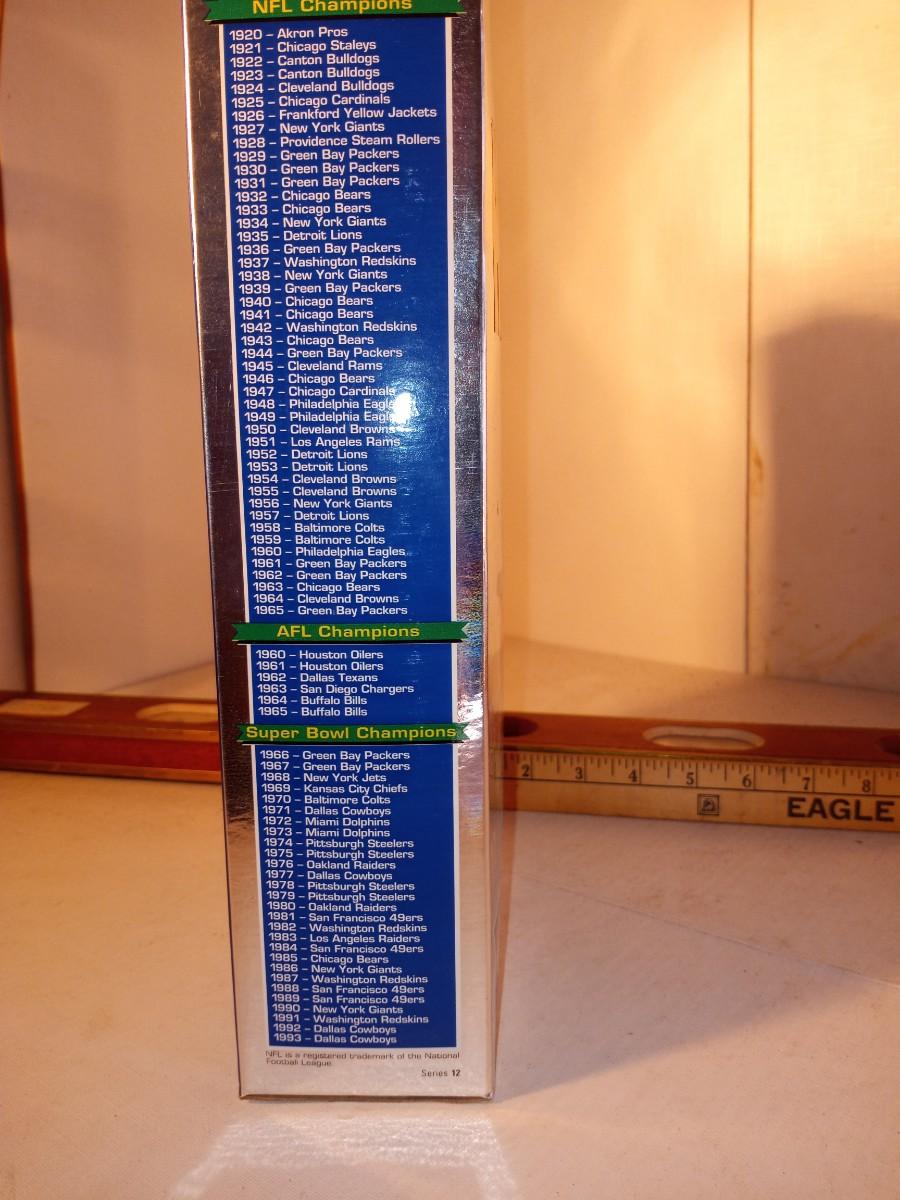 NFL Champions
1920 – Akron Pros
1921 – Chicago Staleys
1922 – Canton Bulldogs
1923 – Canton Bulldogs
1924 – Cleveland Bulldogs
1925 – Chicago Cardinals
1926 – Frankford Yellow Jackets
1927 – New York Giants
1928 – Providence Steam Rollers
1929 – Green Bay Packers
1930 – Green Bay Packers
1931 – Green Bay Packers
1932 – Chicago Bears
1933 – Chicago Bears
1934 – New York Giants
1935 – Detroit Lions
1936 – Green Bay Packers
1937 – Washington Redskins
1938 – New York Giants
1939 – Green Bay Packers
1940 – Chicago Bears
1941 – Chicago Bears
1942 – Washington Redskins
1943 – Chicago Bears
1944 – Green Bay Packers
1945 – Cleveland Rams
1946 – Chicago Bears
1947 – Chicago Cardinals
1948 – Philadelphia Eagles
1949 – Philadelphia Eagles
1950 – Cleveland Browns
1951 – Los Angeles Rams
1952 – Detroit Lions
1953 – Detroit Lions
1954 – Cleveland Browns
1955 – Cleveland Browns
1956 – New York Giants
1957 – Detroit Lions
1958 – Baltimore Colts
1959 – Baltimore Colts
1960 – Philadelphia Eagles
1961 – Green Bay Packers
1962 – Green Bay Packers
1963 – Chicago Bears
1964 – Cleveland Browns
1965 – Green Bay Packers
AFL Champions
1960 – Houston Oilers
1961 – Houston Oilers
1962 – Dallas Texans
1963 – San Diego Chargers
1964 – Buffalo Bills
1965 – Buffalo Bills
Super Bowl Champions
1966 – Green Bay Packers
1967 – Green Bay Packers
1968 – New York Jets
1969 – Kansas City Chiefs
1970 – Baltimore Colts
1971 – Dallas Cowboys
1972 – Miami Dolphins
1973 – Miami Dolphins
1974 – Pittsburgh Steelers
1975 – Pittsburgh Steelers
1976 – Oakland Raiders
1977 – Dallas Cowboys
1978 – Pittsburgh Steelers
1979 – Pittsburgh Steelers
1980 – Oakland Raiders
1981 – San Francisco 49ers
1982 – Washington Redskins
1983 – Los Angeles Raiders
1984 – San Francisco 49ers
1985 – Chicago Bears
1986 – New York Giants
1987 – Washington Redskins
1988 – San Francisco 49ers
1989 – San Francisco 49ers
1990 – New York Giants
1991 – Washington Redskins
1992 – Dallas Cowboys
1993 – Dallas Cowboys
NFL is a registered trademark of the National
Football League.
Series 12
2 3 4 5 6 7 8
EAGLE